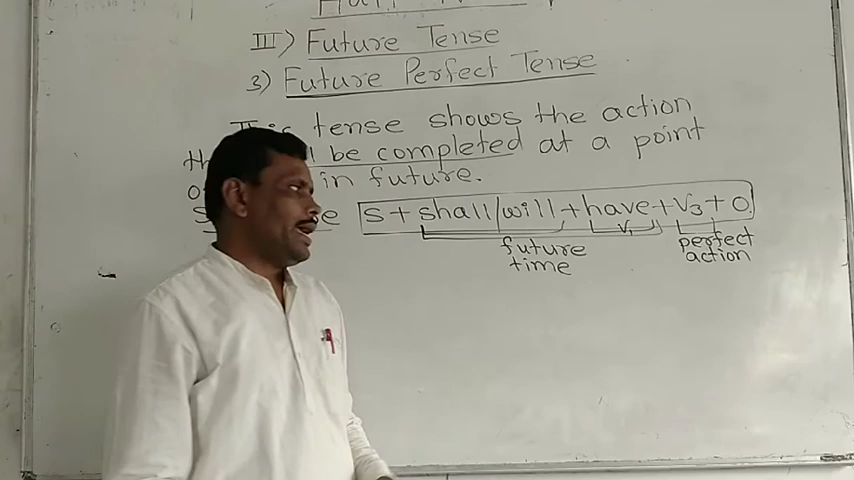 III) Future Tense
3) Future Perfect Tense
tense shows the action
be completed at a point
in future.
S + shall/will + have + V3 + O.
V1
future perfect
time action